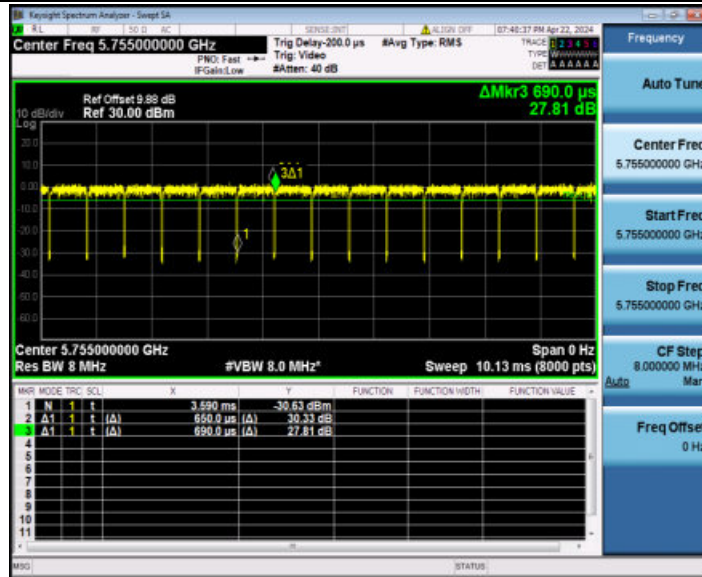 Keysight Spectrum Analyzer - Swept SA
RL RF 50 Ω AC SENSE:INT ALIGN OFF 07:40:37 PM Apr 22, 2024
Center Freq 5.755000000 GHz
PNO: Fast
IFGain:Low
Trig Delay-200.0 µs
Trig: Video
#Atten: 40 dB
#Avg Type: RMS
TRACE 1 2 3 4 5 6
TYPE
DET A A A A A A
ΔMkr3 690.0 µs
27.81 dB
Ref Offset 9.88 dB
10 dB/div Ref 30.00 dBm
Log
20.0
10.0
0.00
-10.0
-20.0
-30.0
-40.0
-50.0
-60.0
3Δ1
1
Center 5.755000000 GHz Span 0 Hz
Res BW 8 MHz #VBW 8.0 MHz* Sweep 10.13 ms (8000 pts)
MKR MODE TRC SCL X Y FUNCTION FUNCTION WIDTH FUNCTION VALUE
1 N 1 t 3.590 ms -30.63 dBm
2 Δ1 1 t (Δ) 650.0 µs (Δ) 30.33 dB
3 Δ1 1 t (Δ) 690.0 µs (Δ) 27.81 dB
4
5
6
7
8
9
10
11
MSG STATUS
Frequency
Auto Tune
Center Freq
5.755000000 GHz
Start Freq
5.755000000 GHz
Stop Freq
5.755000000 GHz
CF Step
8.000000 MHz
Auto Man
Freq Offset
0 Hz